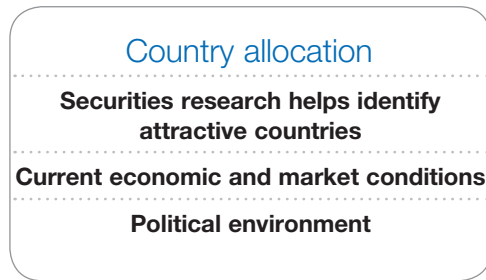 Country allocation
Securities research helps identify
attractive countries
Current economic and market conditions
Political environment